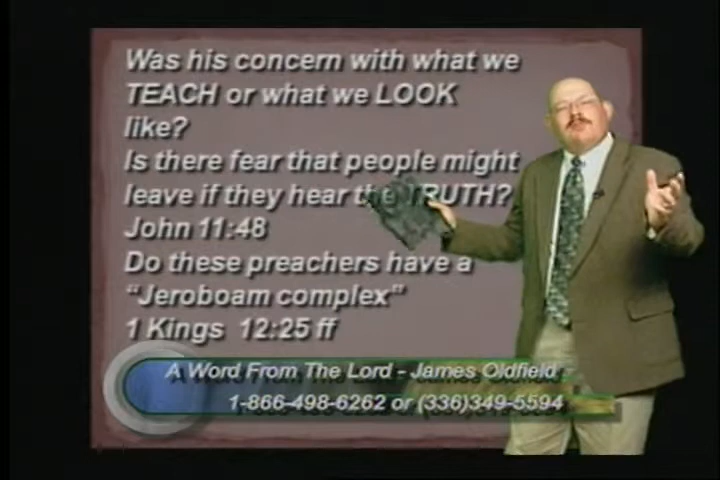 Was his concern with what we
TEACH or what we LOOK
like?
Is there fear that people might
leave if they hear the TRUTH?
John 11:48
Do these preachers have a
“Jeroboam complex”
1 Kings 12:25 ff
A Word From The Lord - James Oldfield
1-866-498-6262 or (336)349-5594